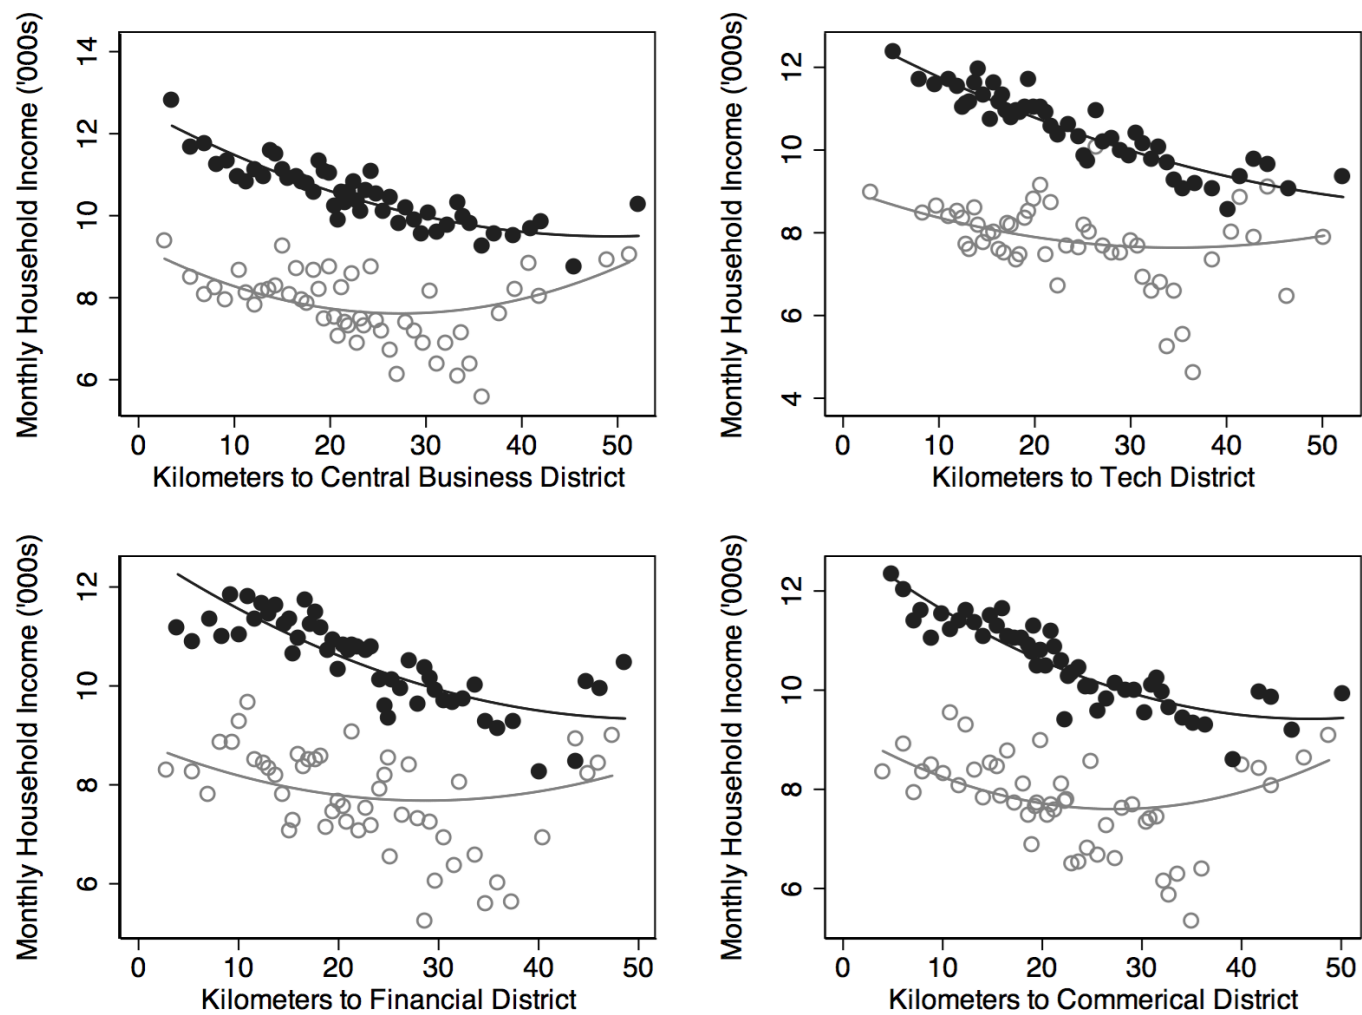 Monthly Household Income ('000s)
14
12
10
8
6
0 10 20 30 40 50
Kilometers to Central Business District
Monthly Household Income ('000s)
12
10
8
6
4
0 10 20 30 40 50
Kilometers to Tech District
Monthly Household Income ('000s)
12
10
8
6
0 10 20 30 40 50
Kilometers to Financial District
Monthly Household Income ('000s)
12
10
8
6
0 10 20 30 40 50
Kilometers to Commerical District